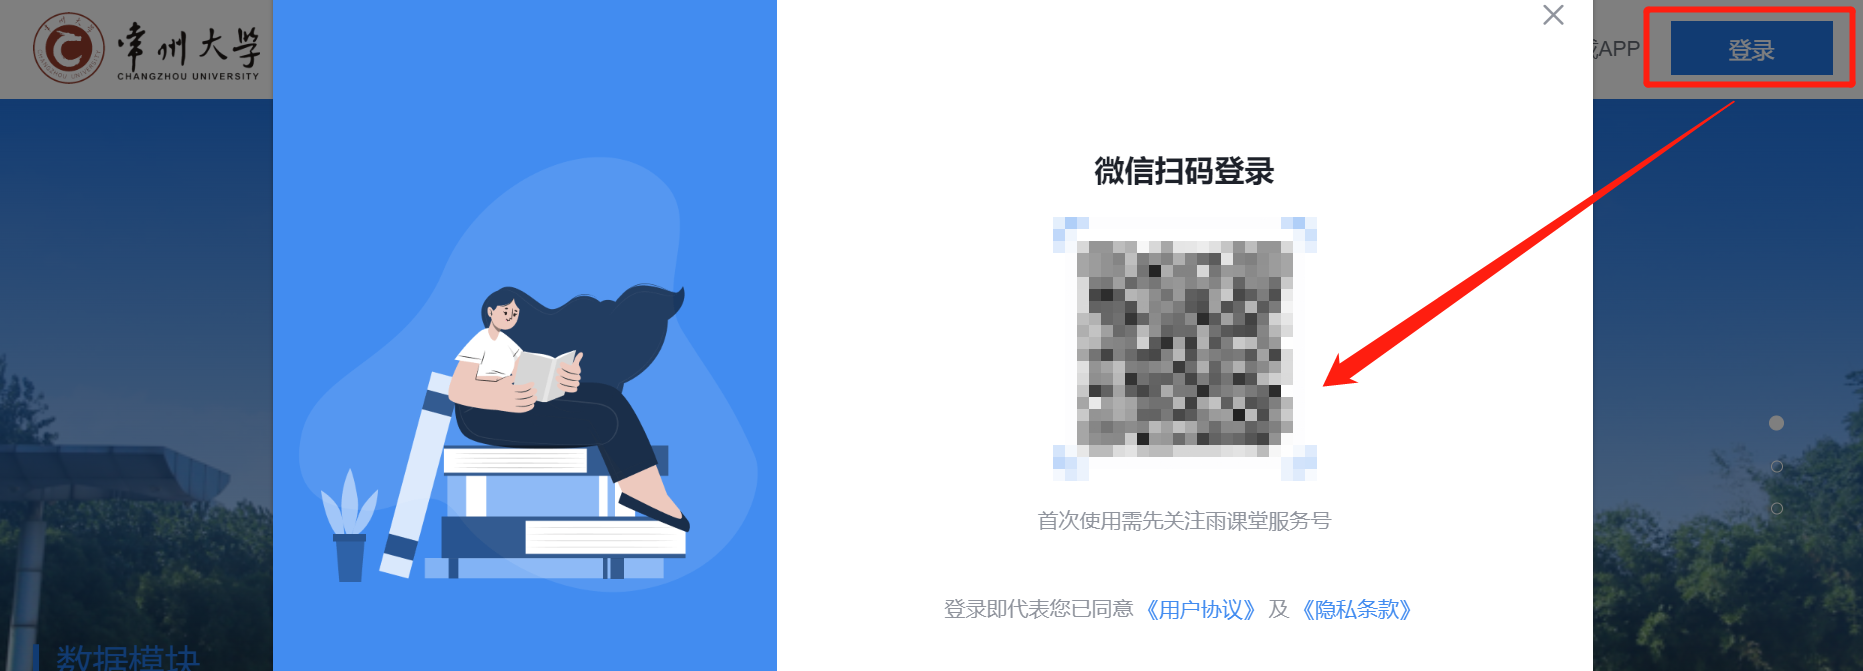 常州大学
CHANGZHOU UNIVERSITY
APP
登录
微信扫码登录
首次使用需先关注雨课堂服务号
登录即代表您已同意《用户协议》及《隐私条款》
数据模块